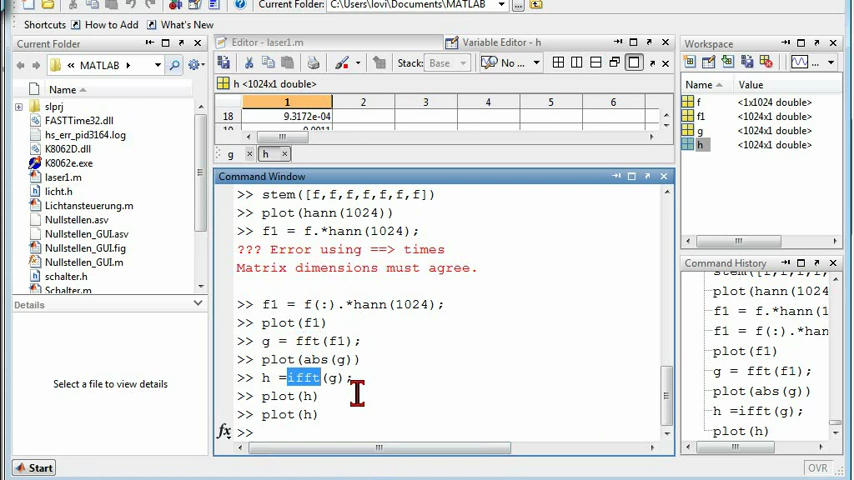 Current Directory: C:\Users\lovi\Documents\MATLAB
Shortcuts How to Add What's New
Current Folder
MATLAB
Name
slprj
FASTTime32.dll
hs_err_pid3164.log
K8062D.dll
K8062e.exe
laser1.m
licht.h
Lichtansteuerung.m
Nullstellen.asv
Nullstellen_GUI.asv
Nullstellen_GUI.fig
Nullstellen_GUI.m
schalter.h
Schalter.m
Details
Select a file to view details
Editor - laser1.m
Variable Editor - h
Stack: Base
No ...
h <1024x1 double>
1 2 3 4 5 6
18 9.3172e-04
19 0.0011
g h
Command Window
>> stem([f,f,f,f,f,f,f])
>> plot(hann(1024))
>> f1 = f.*hann(1024);
??? Error using ==> times
Matrix dimensions must agree.
>> f1 = f(:).*hann(1024);
>> plot(f1)
>> g = fft(f1);
>> plot(abs(g))
>> h =ifft(g);
>> plot(h)
>> plot(h)
fx >>
Workspace
Name Value
f <1x1024 double>
f1 <1024x1 double>
g <1024x1 double>
h <1024x1 double>
Command History
stem([f,f,f,f,
plot(hann(1024
f1 = f.*hann(1
f1 = f(:).*han
plot(f1)
g = fft(f1);
plot(abs(g))
h =ifft(g);
plot(h)
Start
OVR